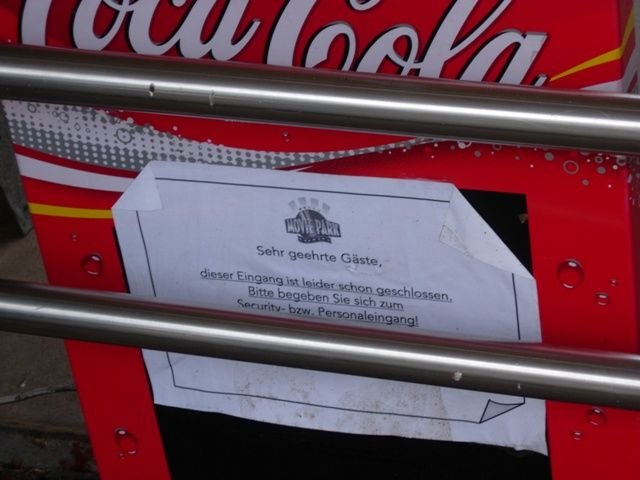 Coca-Cola
MOVIE PARK
Sehr geehrte Gäste,
dieser Eingang ist leider schon geschlossen.
Bitte begeben Sie sich zum
Security- bzw. Personaleingang!